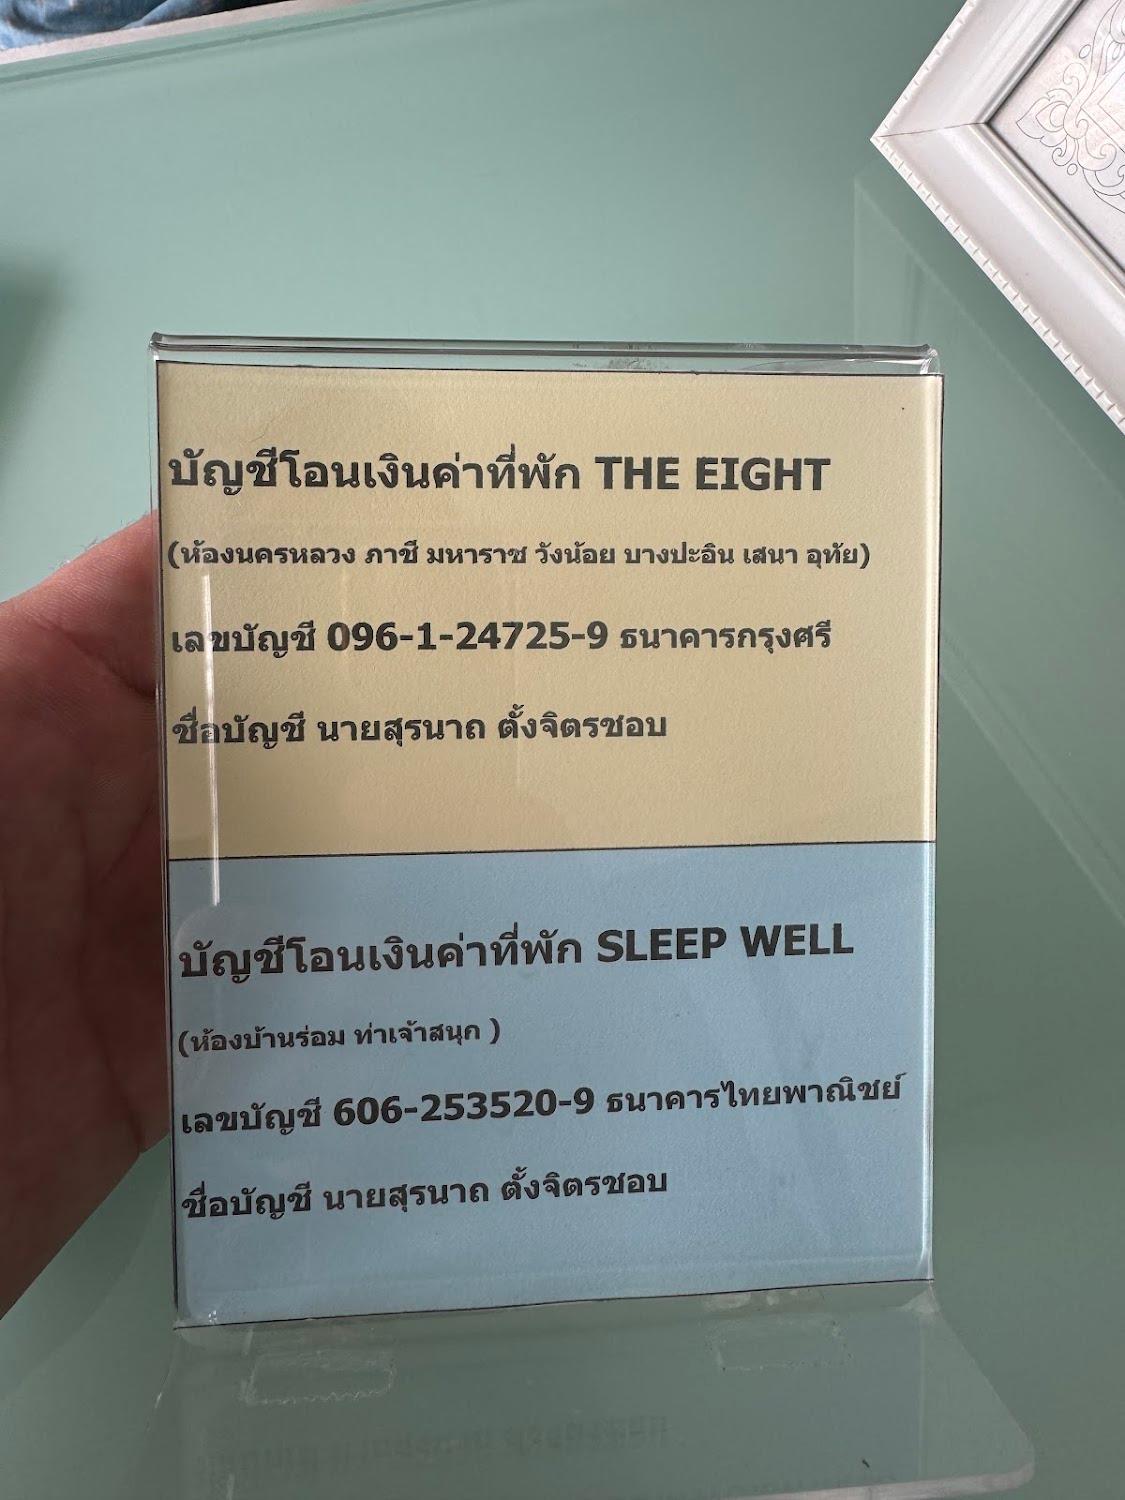 บัญชีโอนเงินค่าที่พัก THE EIGHT
(ห้องนครหลวง ภาชี มหาราช วังน้อย บางปะอิน เสนา อุทัย)
เลขบัญชี 096-1-24725-9 ธนาคารกรุงศรี
ชื่อบัญชี นายสุรนาถ ตั้งจิตรชอบ
บัญชีโอนเงินค่าที่พัก SLEEP WELL
(ห้องบ้านร่อม ท่าเจ้าสนุก )
เลขบัญชี 606-253520-9 ธนาคารไทยพาณิชย์
ชื่อบัญชี นายสุรนาถ ตั้งจิตรชอบ